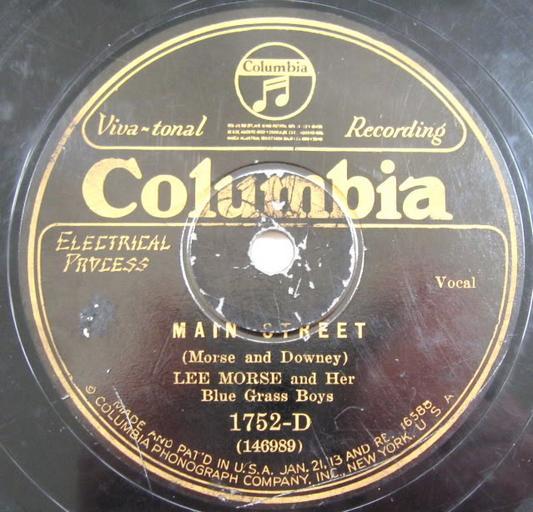 Columbia
Viva-tonal Recording
Columbia
ELECTRICAL
PROCESS
Vocal
MAIN STREET
(Morse and Downey)
LEE MORSE and Her
Blue Grass Boys
1752-D
(146989)
MADE AND PAT'D IN U.S.A. JAN. 21, 13 AND RE. 16588
© COLUMBIA PHONOGRAPH COMPANY, INC., NEW YORK, U S A